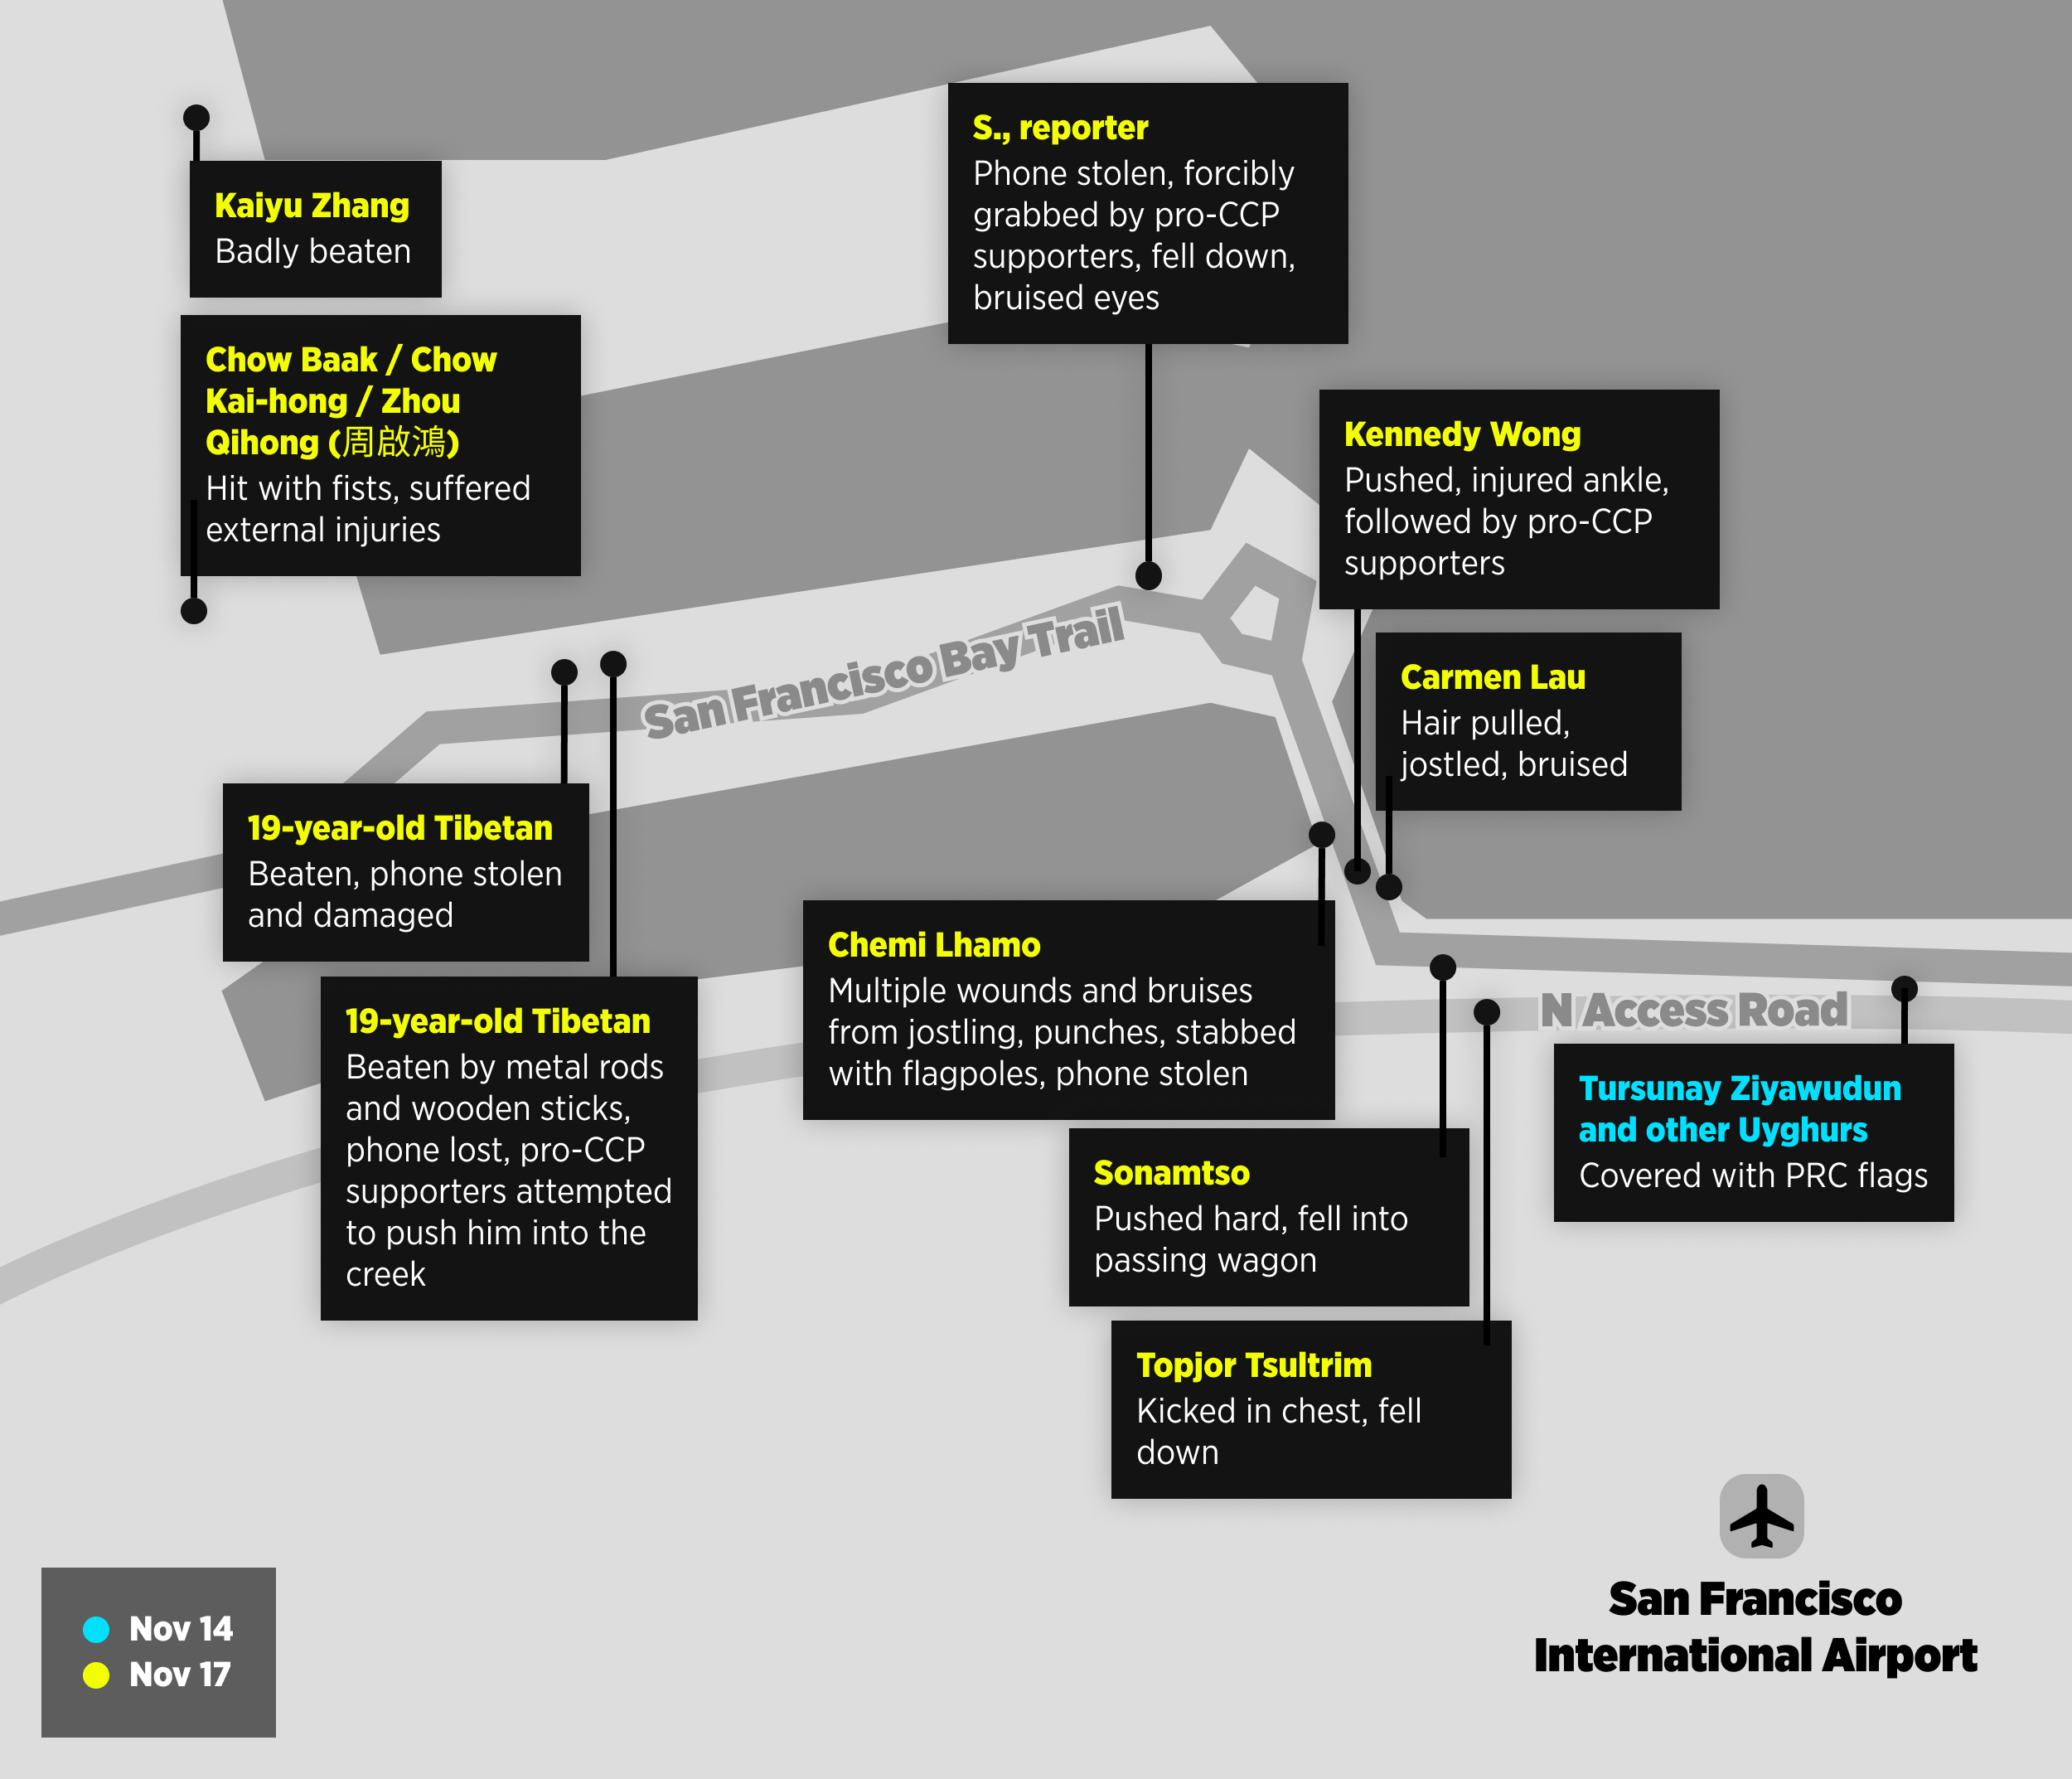 Kaiyu Zhang
Badly beaten
Chow Baak / Chow
Kai-hong / Zhou
Qihong (周啟鴻)
Hit with fists, suffered
external injuries
S., reporter
Phone stolen, forcibly
grabbed by pro-CCP
supporters, fell down,
bruised eyes
Kennedy Wong
Pushed, injured ankle,
followed by pro-CCP
supporters
Carmen Lau
Hair pulled,
jostled, bruised
San Francisco Bay Trail
19-year-old Tibetan
Beaten, phone stolen
and damaged
19-year-old Tibetan
Beaten by metal rods
and wooden sticks,
phone lost, pro-CCP
supporters attempted
to push him into the
creek
Chemi Lhamo
Multiple wounds and bruises
from jostling, punches, stabbed
with flagpoles, phone stolen
N Access Road
Tursunay Ziyawudun
and other Uyghurs
Covered with PRC flags
Sonamtso
Pushed hard, fell into
passing wagon
Topjor Tsultrim
Kicked in chest, fell
down
San Francisco
International Airport
Nov 14
Nov 17